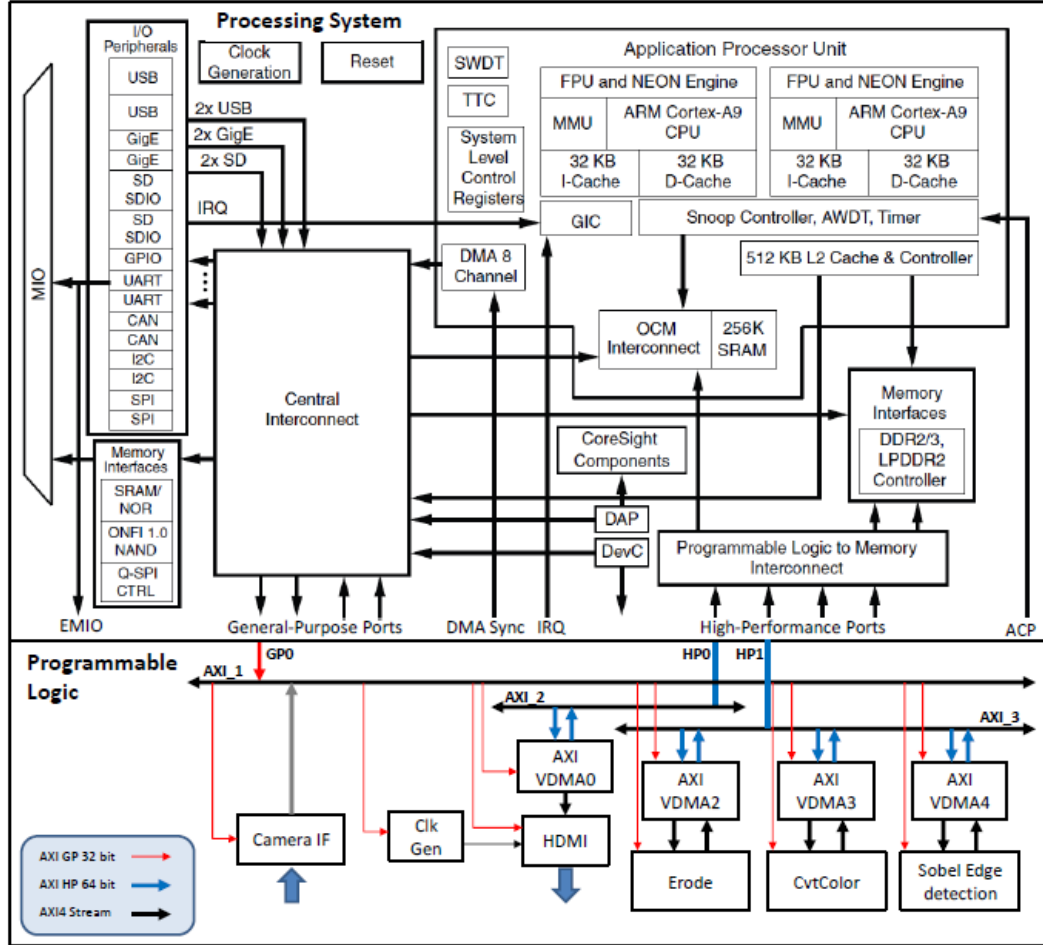 Processing System
I/O
Peripherals
USB
USB
GigE
GigE
SD
SDIO
SD
SDIO
GPIO
UART
UART
CAN
CAN
I2C
I2C
SPI
SPI
MIO
Memory
Interfaces
SRAM/
NOR
ONFI 1.0
NAND
Q-SPI
CTRL
EMIO
Clock
Generation
Reset
2x USB
2x GigE
2x SD
IRQ
Central
Interconnect
General-Purpose Ports
Application Processor Unit
SWDT
TTC
System
Level
Control
Registers
FPU and NEON Engine
MMU
ARM Cortex-A9
CPU
32 KB
I-Cache
32 KB
D-Cache
FPU and NEON Engine
MMU
ARM Cortex-A9
CPU
32 KB
I-Cache
32 KB
D-Cache
GIC
Snoop Controller, AWDT, Timer
DMA 8
Channel
512 KB L2 Cache & Controller
OCM
Interconnect
256K
SRAM
Memory
Interfaces
DDR2/3,
LPDDR2
Controller
CoreSight
Components
DAP
DevC
Programmable Logic to Memory
Interconnect
DMA Sync
IRQ
High-Performance Ports
ACP
Programmable
Logic
GP0
HP0
HP1
AXI_1
AXI_2
AXI_3
AXI
VDMA0
AXI
VDMA2
AXI
VDMA3
AXI
VDMA4
Camera IF
Clk
Gen
HDMI
Erode
CvtColor
Sobel Edge
detection
AXI GP 32 bit
AXI HP 64 bit
AXI4 Stream